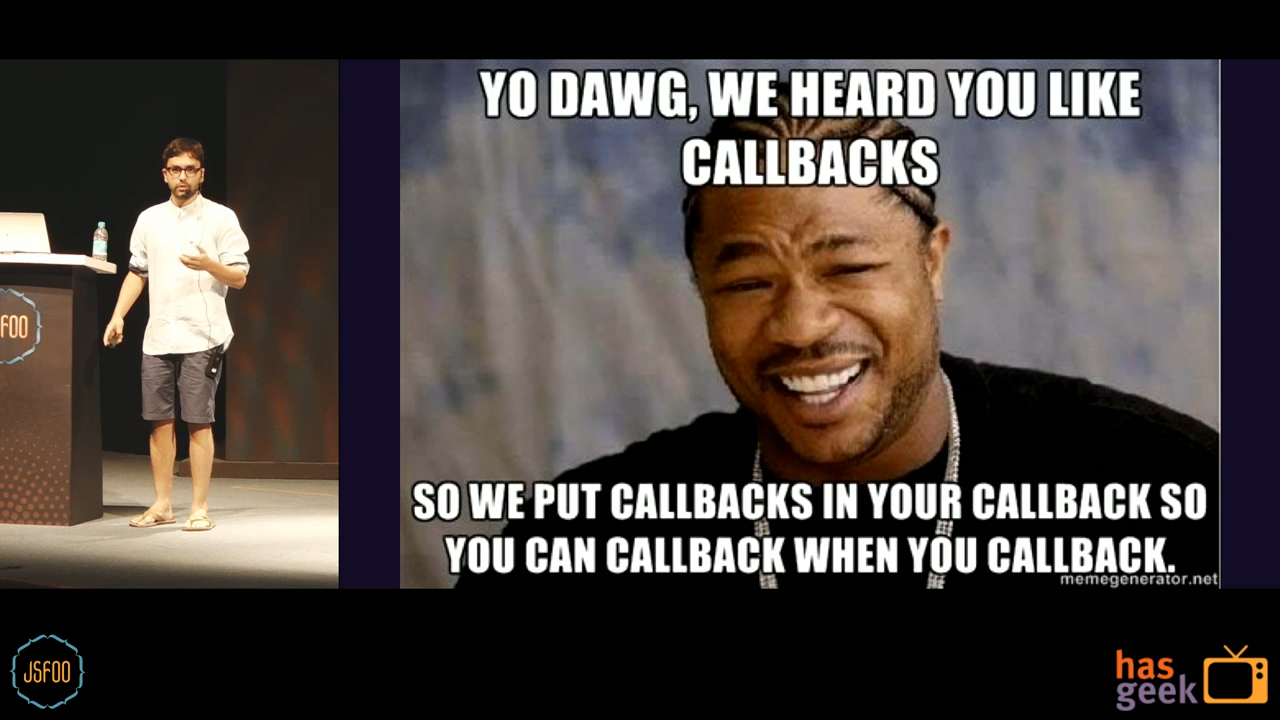 YO DAWG, WE HEARD YOU LIKE
CALLBACKS
SO WE PUT CALLBACKS IN YOUR CALLBACK SO
YOU CAN CALLBACK WHEN YOU CALLBACK.
memegenerator.net
FOO
JSFOO
has
geek